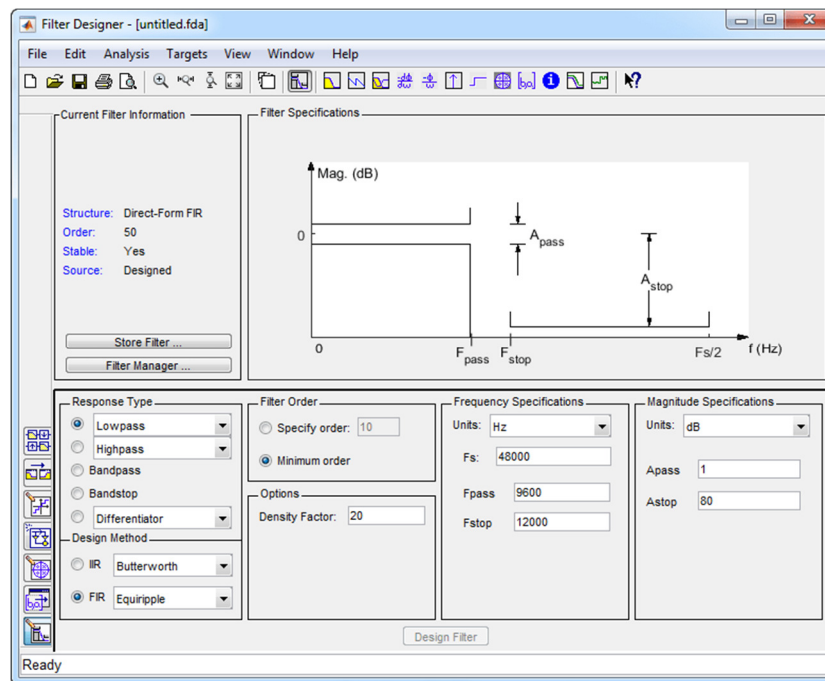 Filter Designer - [untitled.fda]
File Edit Analysis Targets View Window Help
Current Filter Information
Structure: Direct-Form FIR
Order: 50
Stable: Yes
Source: Designed
Store Filter ...
Filter Manager ...
Filter Specifications
Mag. (dB)
0
A_pass
A_stop
0
F_pass
F_stop
Fs/2
f (Hz)
Response Type
Lowpass
Highpass
Bandpass
Bandstop
Differentiator
Design Method
IIR Butterworth
FIR Equiripple
Filter Order
Specify order: 10
Minimum order
Options
Density Factor: 20
Frequency Specifications
Units: Hz
Fs: 48000
Fpass 9600
Fstop 12000
Magnitude Specifications
Units: dB
Apass 1
Astop 80
Design Filter
Ready